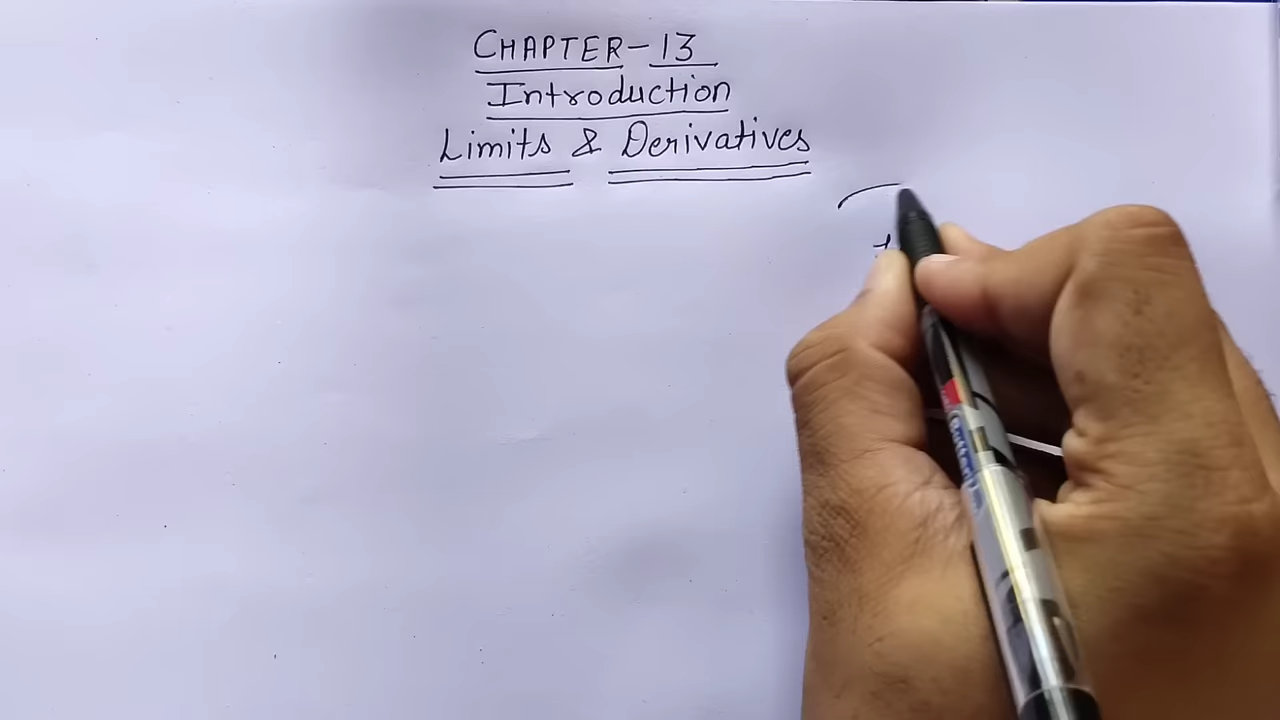 CHAPTER-13
Introduction
Limits & Derivatives